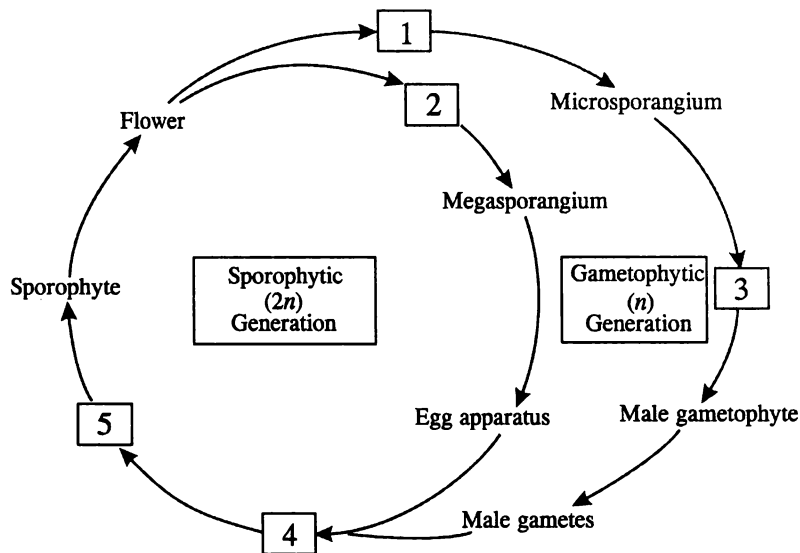 1
2
Microsporangium
Flower
Megasporangium
Sporophyte
Sporophytic
(2n)
Generation
Gametophytic
(n)
Generation
3
5
Egg apparatus
Male gametophyte
4
Male gametes